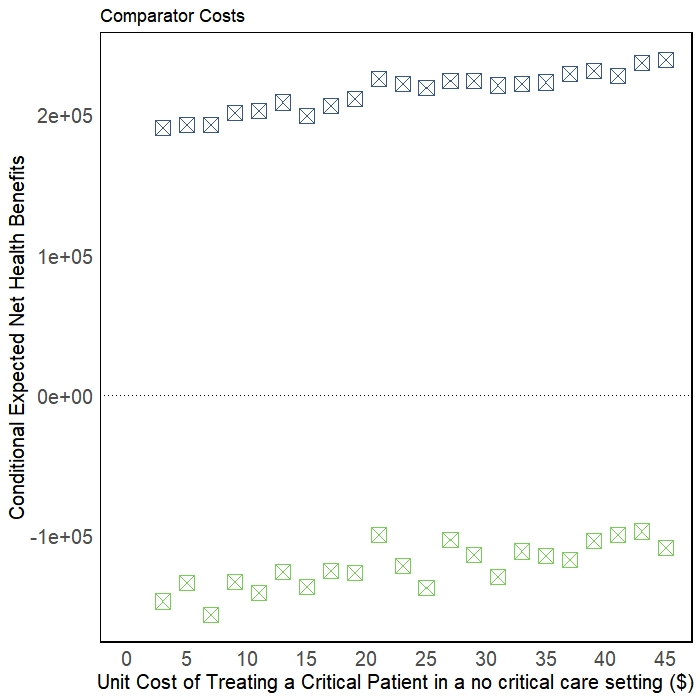 Comparator Costs
Conditional Expected Net Health Benefits
2e+05
1e+05
0e+00
-1e+05
0 5 10 15 20 25 30 35 40 45
Unit Cost of Treating a Critical Patient in a no critical care setting ($)